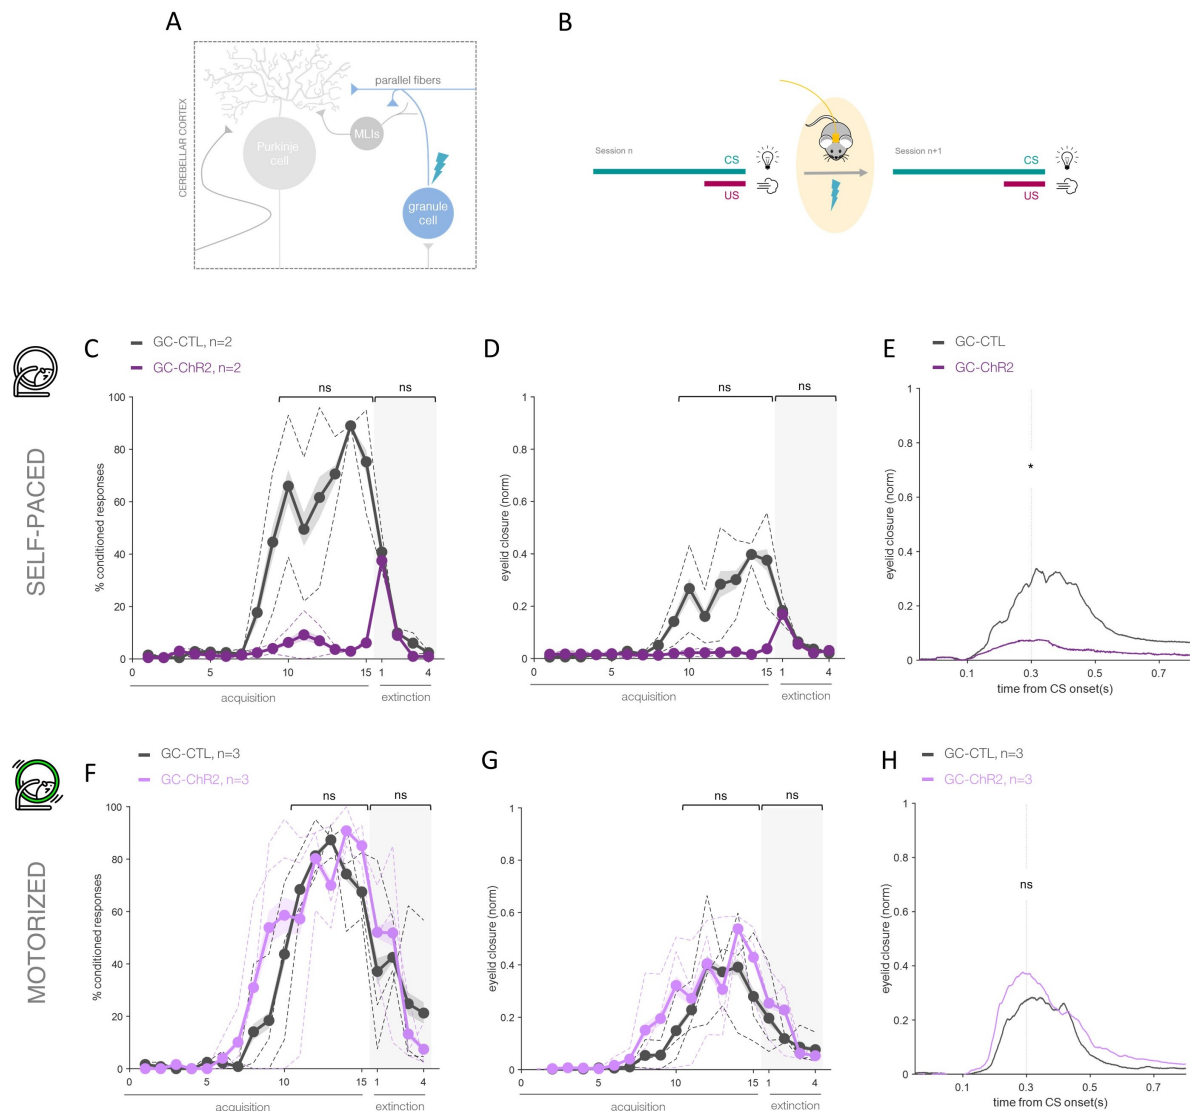 A
B
CEREBELLAR CORTEX
parallel fibers
MLIs
Purkinje
cell
granule
cell
Session n
CS
US
Session n+1
CS
US
SELF-PACED
C
GC-CTL, n=2
GC-ChR2, n=2
ns
ns
% conditioned responses
100
80
60
40
20
0
0
5
10
15
1
4
acquisition
extinction
D
ns
ns
eyelid closure (norm)
1
0.8
0.6
0.4
0.2
0
0
5
10
15
1
4
acquisition
extinction
E
GC-CTL
GC-ChR2
*
eyelid closure (norm)
1
0.8
0.6
0.4
0.2
0
0.1
0.3
0.5
0.7
time from CS onset(s)
MOTORIZED
F
GC-CTL, n=3
GC-ChR2, n=3
ns
ns
% conditioned responses
100
80
60
40
20
0
0
5
10
15
1
4
acquisition
extinction
G
ns
ns
eyelid closure (norm)
1
0.8
0.6
0.4
0.2
0
0
5
10
15
1
4
acquisition
extinction
H
GC-CTL, n=3
GC-ChR2, n=3
ns
eyelid closure (norm)
1
0.8
0.6
0.4
0.2
0
0.1
0.3
0.5
0.7
time from CS onset(s)